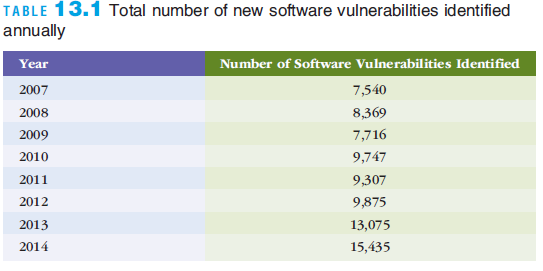 TABLE 13.1 Total number of new software vulnerabilities identified
annually
Year Number of Software Vulnerabilities Identified
2007 7,540
2008 8,369
2009 7,716
2010 9,747
2011 9,307
2012 9,875
2013 13,075
2014 15,435